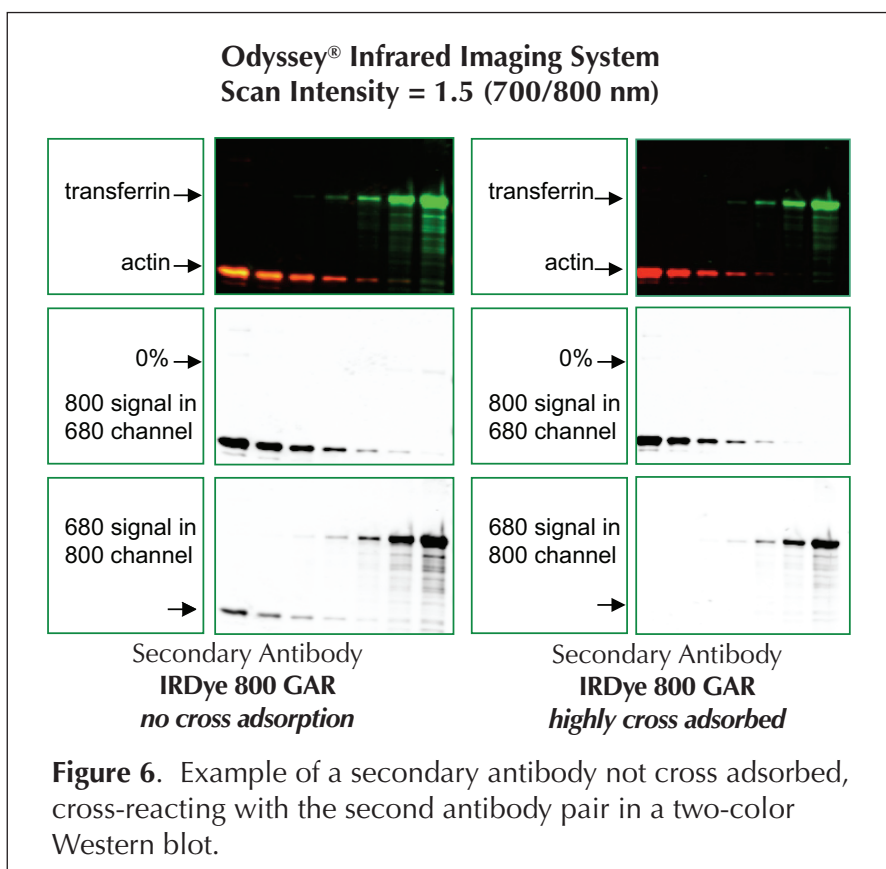 Odyssey® Infrared Imaging System
Scan Intensity = 1.5 (700/800 nm)
transferrin
actin
0%
800 signal in
680 channel
680 signal in
800 channel
Secondary Antibody
IRDye 800 GAR
no cross adsorption
transferrin
actin
0%
800 signal in
680 channel
680 signal in
800 channel
Secondary Antibody
IRDye 800 GAR
highly cross adsorbed
Figure 6. Example of a secondary antibody not cross adsorbed,
cross-reacting with the second antibody pair in a two-color
Western blot.